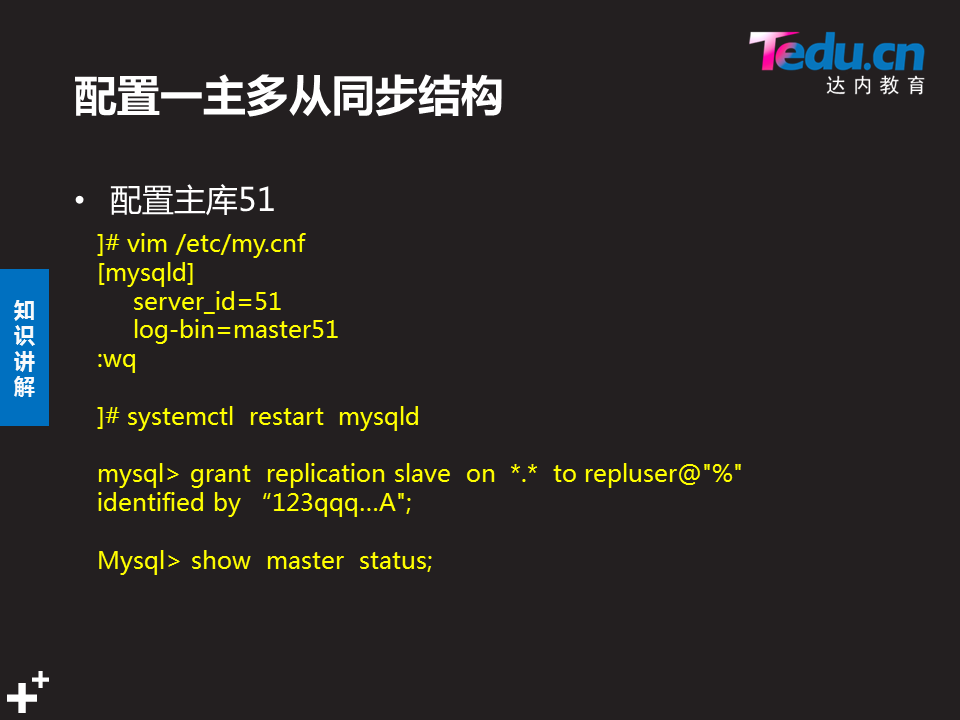 Tedu.cn
达内教育
配置一主多从同步结构
• 配置主库51
]# vim /etc/my.cnf
[mysqld]
server_id=51
log-bin=master51
:wq
]# systemctl  restart  mysqld
mysql> grant  replication slave  on  *.*  to repluser@"%"
identified by  “123qqq…A";
Mysql> show  master  status;
知
识
讲
解